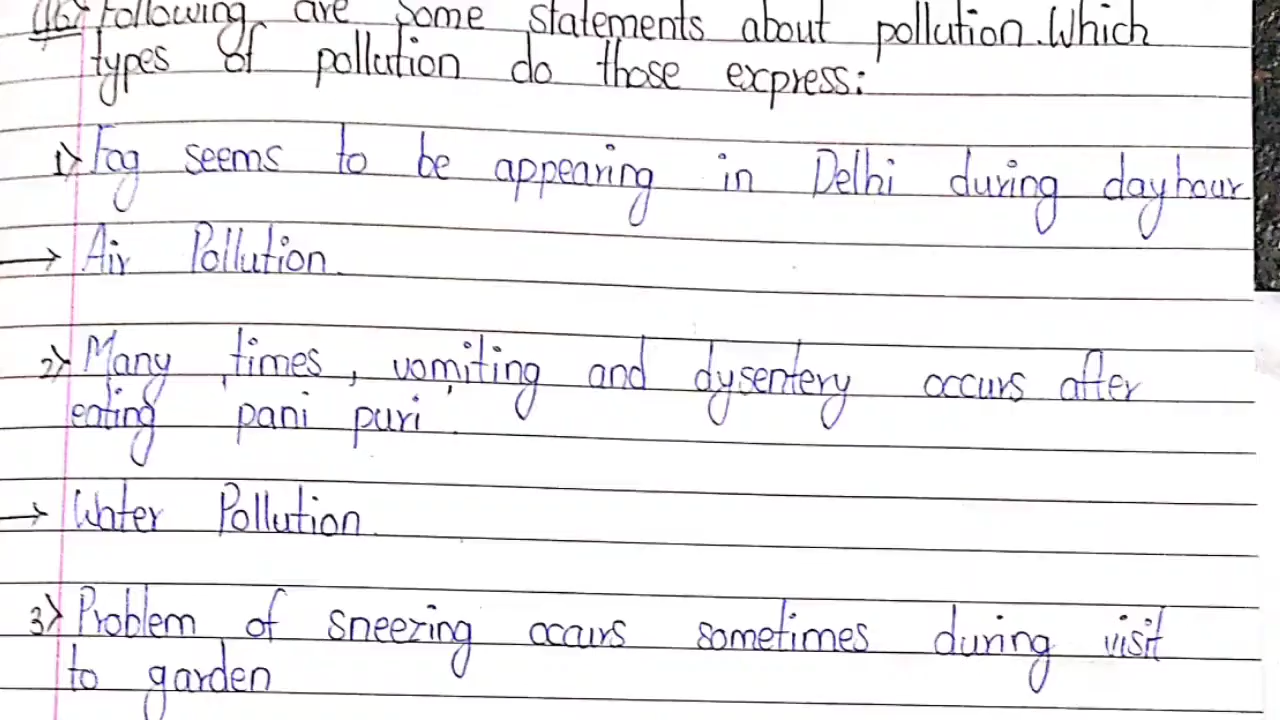 (16) Following are some statements about pollution. Which
types of pollution do those express:
1) Fog seems to be appearing in Delhi during day hour
→ Air Pollution.
2) Many times, vomiting and dysentery occurs after
eating 'pani puri'.
→ Water Pollution.
3) Problem of sneezing occurs sometimes during visit
to garden